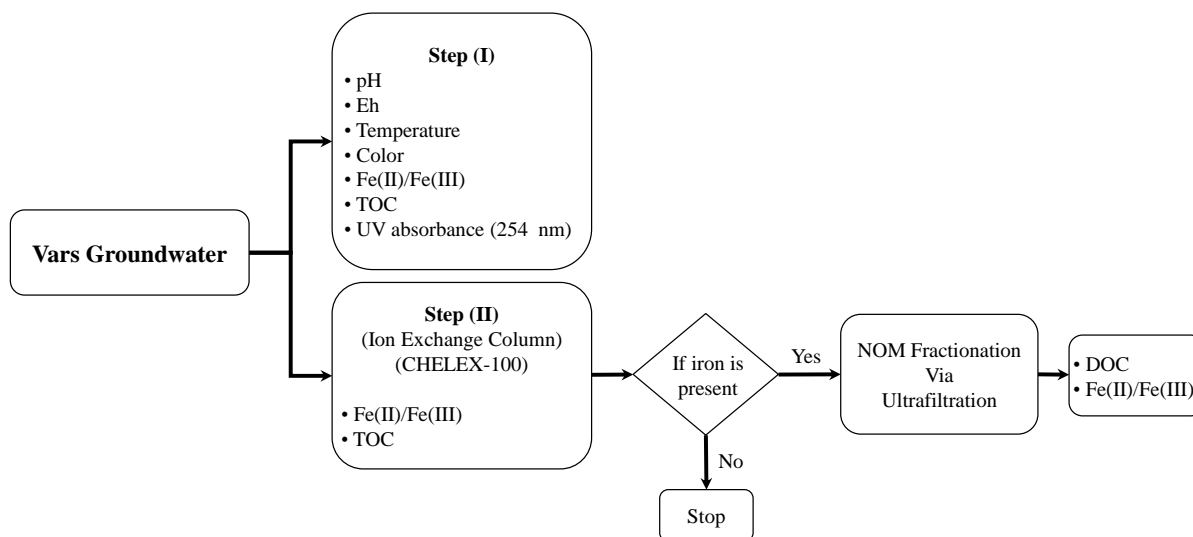 Vars Groundwater
Step (I)
• pH
• Eh
• Temperature
• Color
• Fe(II)/Fe(III)
• TOC
• UV absorbance (254 nm)
Step (II)
(Ion Exchange Column)
(CHELEX-100)
• Fe(II)/Fe(III)
• TOC
If iron is
present
Yes
NOM Fractionation
Via
Ultrafiltration
• DOC
• Fe(II)/Fe(III)
No
Stop